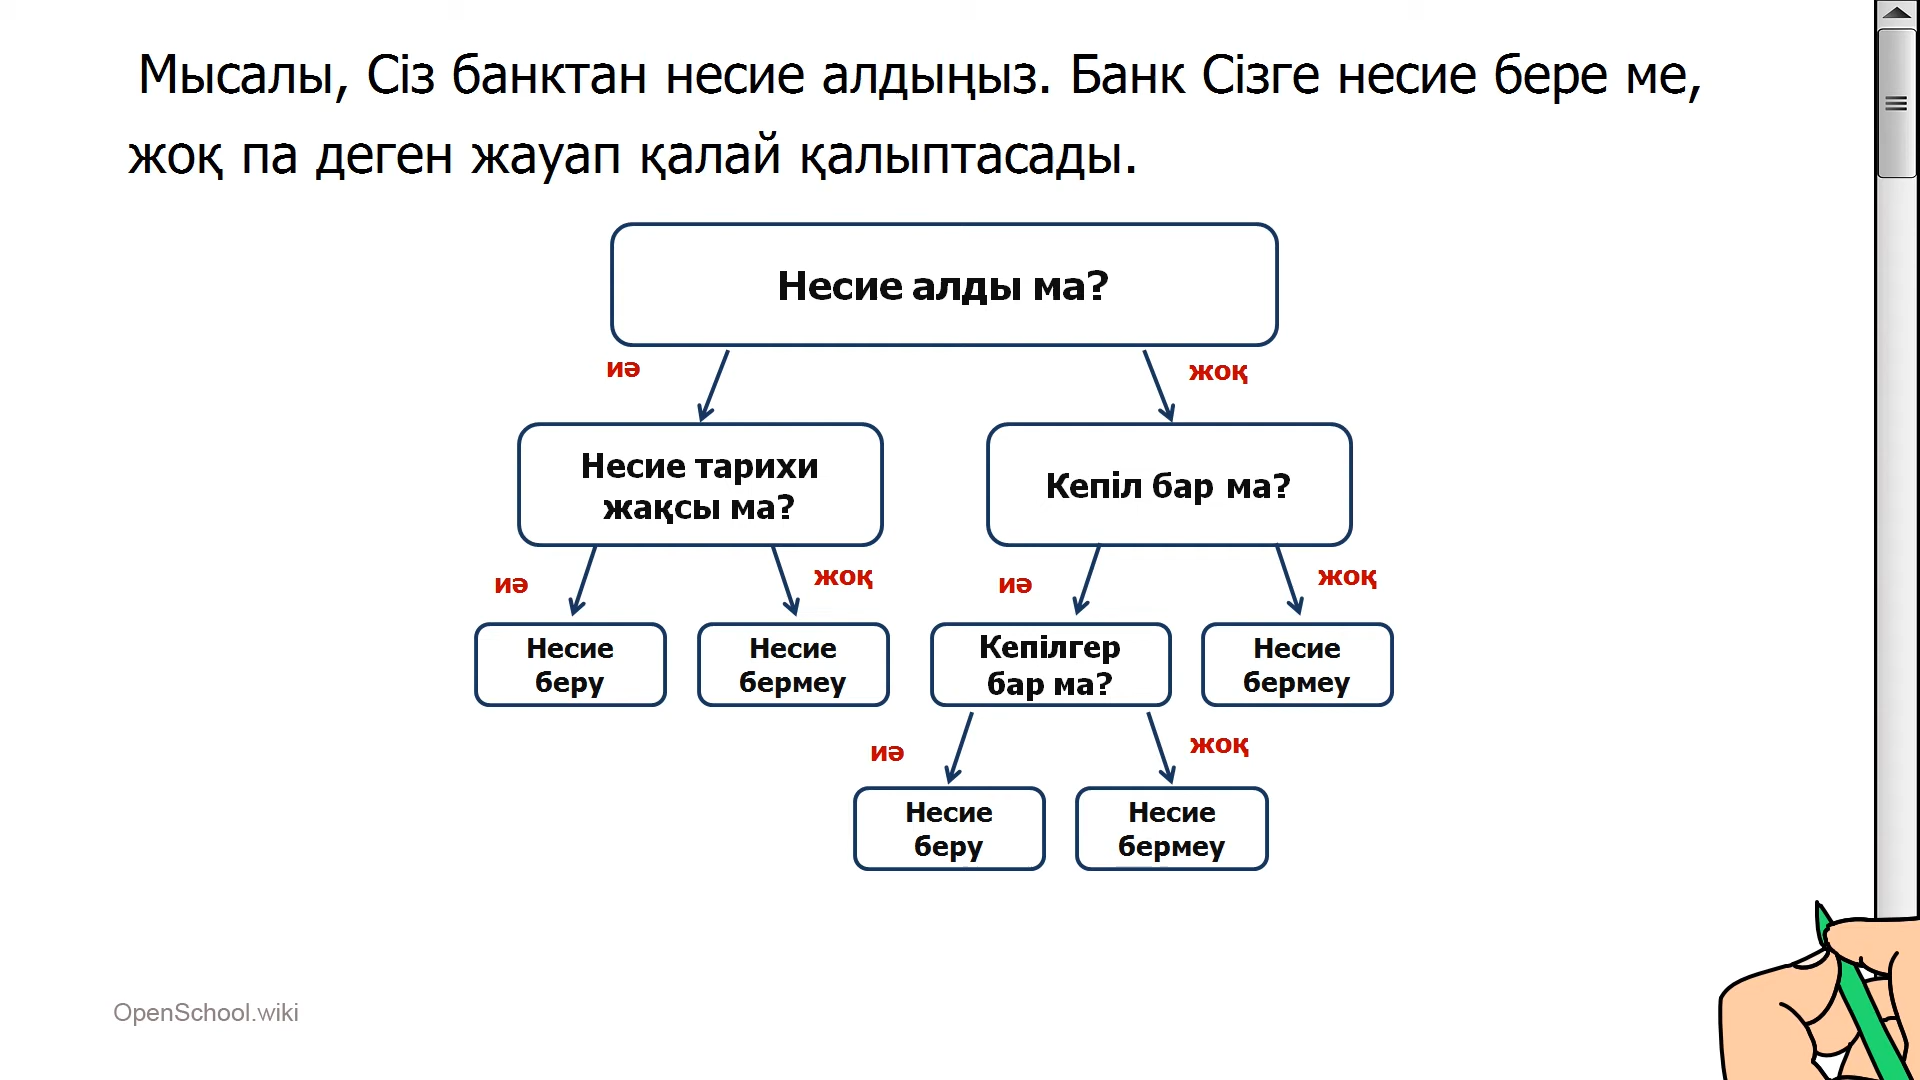 Мысалы, Сіз банктан несие алдыңыз. Банк Сізге несие бере ме,
жоқ па деген жауап қалай қалыптасады.
Несие алды ма?
иә
жоқ
Несие тарихи
жақсы ма?
Кепіл бар ма?
иә
жоқ
иә
жоқ
Несие
беру
Несие
бермеу
Кепілгер
бар ма?
Несие
бермеу
иә
жоқ
Несие
беру
Несие
бермеу
OpenSchool.wiki